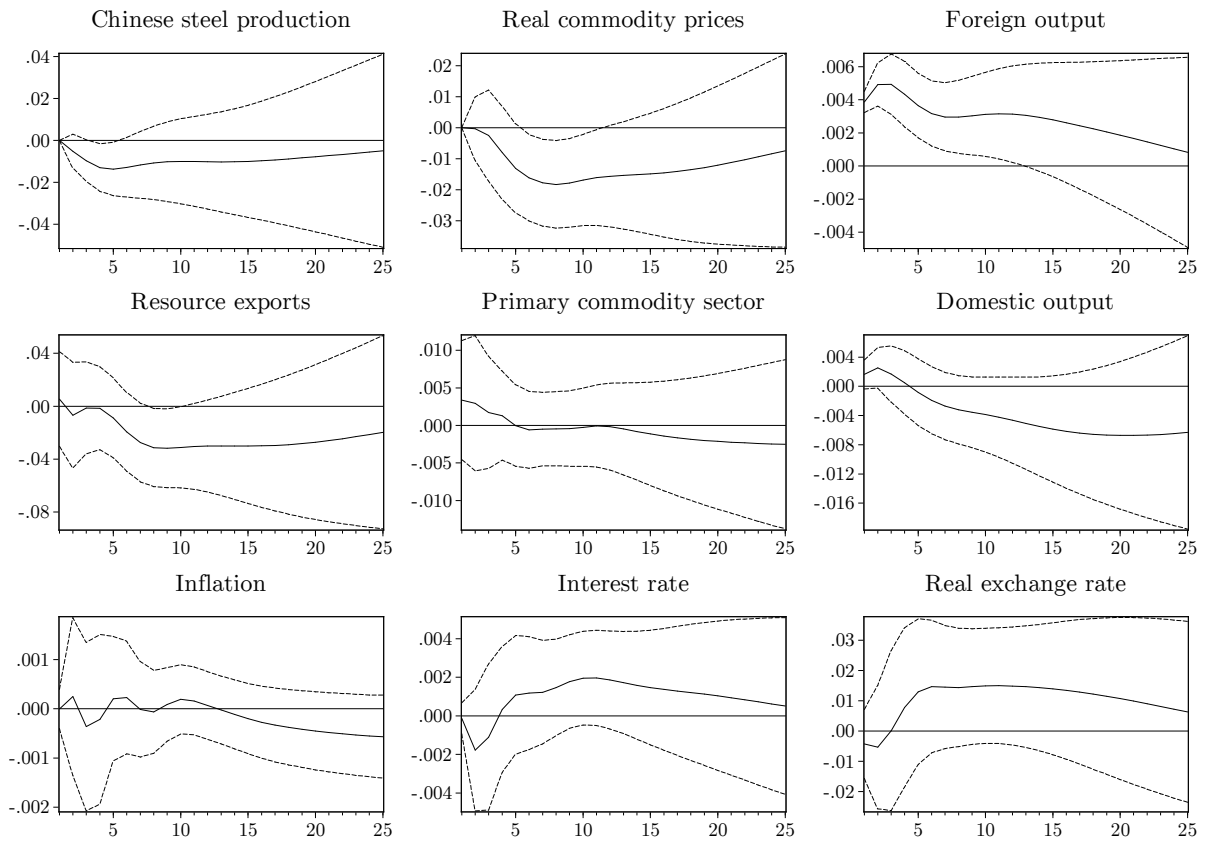 Chinese steel production
Real commodity prices
Foreign output
.04
.02
.00
-.02
-.04
5 10 15 20 25
.02
.01
.00
-.01
-.02
-.03
5 10 15 20 25
.006
.004
.002
.000
-.002
-.004
5 10 15 20 25
Resource exports
Primary commodity sector
Domestic output
.04
.00
-.04
-.08
5 10 15 20 25
.010
.005
.000
-.005
-.010
5 10 15 20 25
.004
.000
-.004
-.008
-.012
-.016
5 10 15 20 25
Inflation
Interest rate
Real exchange rate
.001
.000
-.001
-.002
5 10 15 20 25
.004
.002
.000
-.002
-.004
5 10 15 20 25
.03
.02
.01
.00
-.01
-.02
5 10 15 20 25